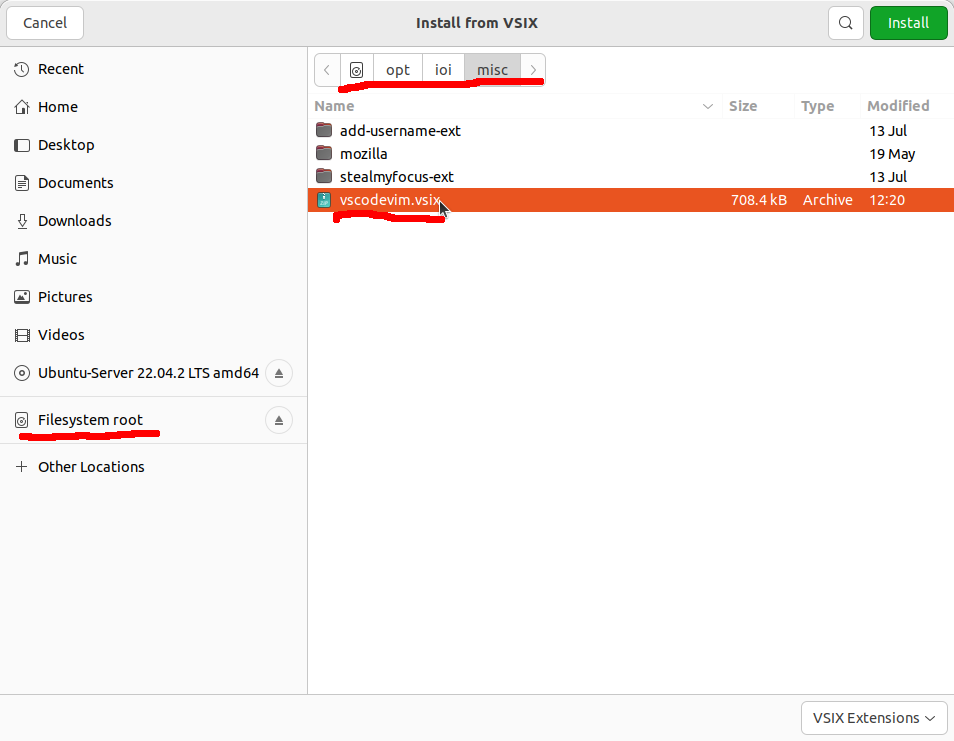 Cancel
Install from VSIX
Install
Recent
Home
Desktop
Documents
Downloads
Music
Pictures
Videos
Ubuntu-Server 22.04.2 LTS amd64
Filesystem root
Other Locations
opt ioi misc
Name Size Type Modified
add-username-ext 13 Jul
mozilla 19 May
stealmyfocus-ext 13 Jul
vscodevim.vsix 708.4 kB Archive 12:20
VSIX Extensions